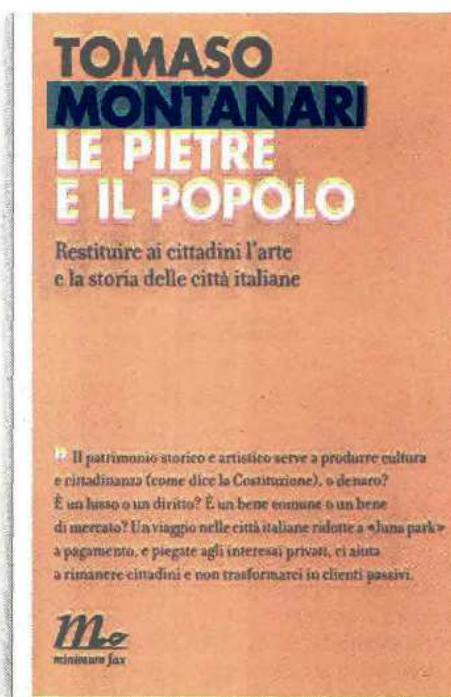 TOMASO
MONTANARI
LE PIETRE
E IL POPOLO
Restituire ai cittadini l'arte
e la storia delle città italiane
” Il patrimonio storico e artistico serve a produrre cultura
e cittadinanza (come dice la Costituzione), o denaro?
È un lusso o un diritto? È un bene comune o un bene
di mercato? Un viaggio nelle città italiane ridotte a «luna park»
a pagamento, e piegate agli interessi privati, ci aiuta
a rimanere cittadini e non trasformarci in clienti passivi.
minimum fax